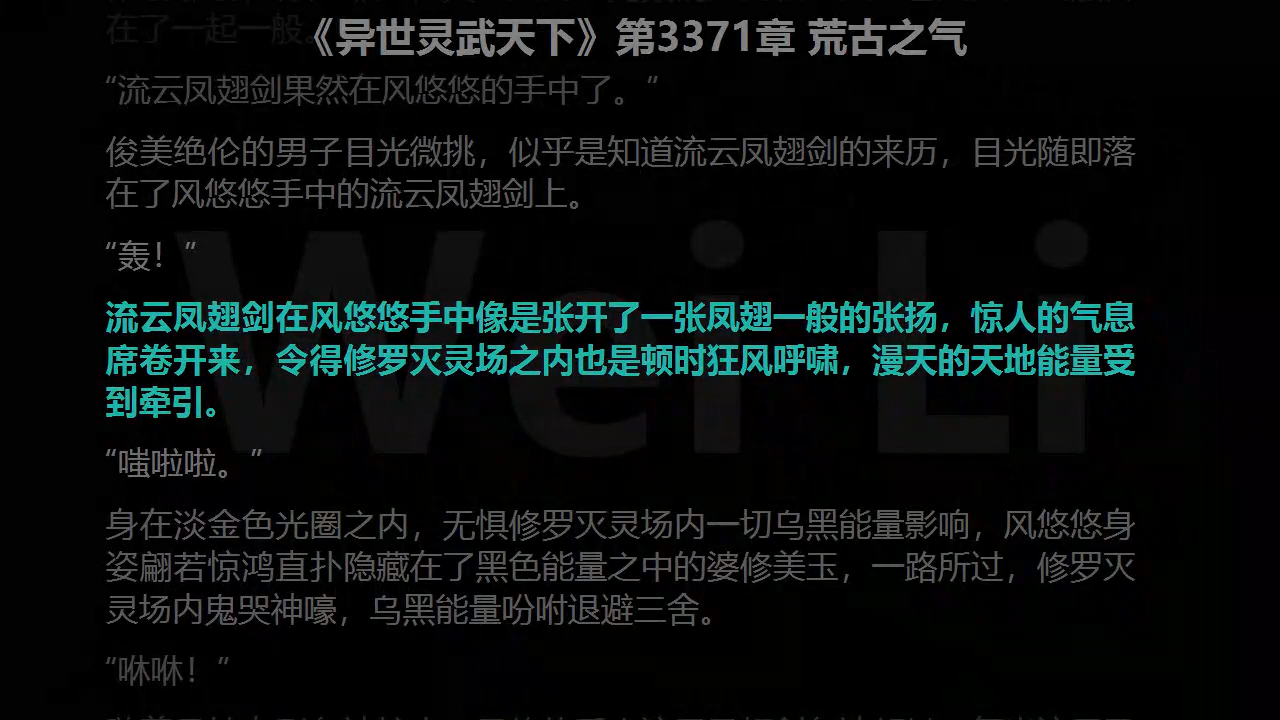 在了一起一般。
《异世灵武天下》第3371章 荒古之气
“流云凤翅剑果然在风悠悠的手中了。”
俊美绝伦的男子目光微挑，似乎是知道流云凤翅剑的来历，目光随即落
在了风悠悠手中的流云凤翅剑上。
“轰！”
Wei Li
流云凤翅剑在风悠悠手中像是张开了一张凤翅一般的张扬，惊人的气息
席卷开来，令得修罗灭灵场之内也是顿时狂风呼啸，漫天的天地能量受
到牵引。
“嗤啦啦。”
身在淡金色光圈之内，无惧修罗灭灵场内一切乌黑能量影响，风悠悠身
姿翩若惊鸿直扑隐藏在了黑色能量之中的婆修美玉，一路所过，修罗灭
灵场内鬼哭神嚎，乌黑能量吩咐退避三舍。
“咻咻！”